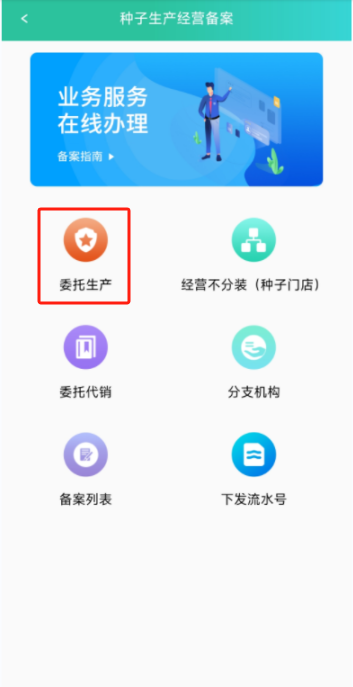 种子生产经营备案
业务服务
在线办理
备案指南
委托生产
经营不分装（种子门店）
委托代销
分支机构
备案列表
下发流水号